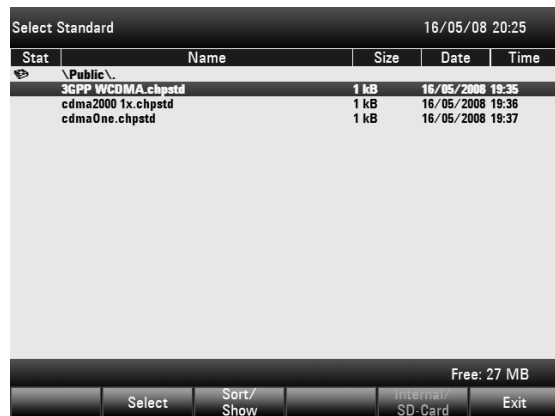 Select Standard 16/05/08 20:25
Stat Name Size Date Time
\Public\.
3GPP WCDMA.chpstd 1 kB 16/05/2008 19:35
cdma2000 1x.chpstd 1 kB 16/05/2008 19:36
cdmaOne.chpstd 1 kB 16/05/2008 19:37
Free: 27 MB
Select Sort/ Show Internal/ SD-Card Exit